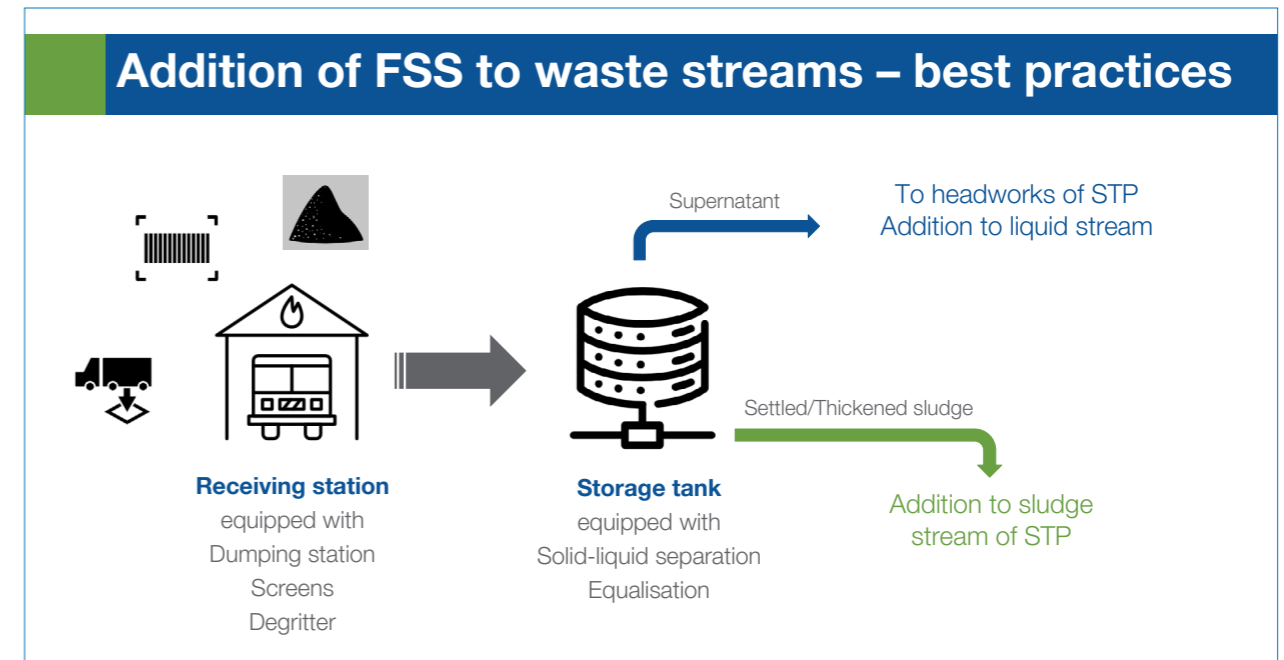 Addition of FSS to waste streams – best practices
Supernatant
To headworks of STP
Addition to liquid stream
Settled/Thickened sludge
Addition to sludge
stream of STP
Receiving station
equipped with
Dumping station
Screens
Degritter
Storage tank
equipped with
Solid-liquid separation
Equalisation